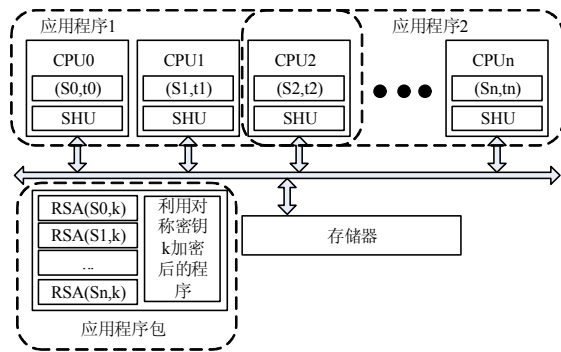 应用程序1
应用程序2
CPU0
CPU1
CPU2
CPUn
(S0,t0)
(S1,t1)
(S2,t2)
(Sn,tn)
SHU
SHU
SHU
SHU
RSA(S0,k)
RSA(S1,k)
...
RSA(Sn,k)
利用对
称密钥
k加密
后的程
序
存储器
应用程序包